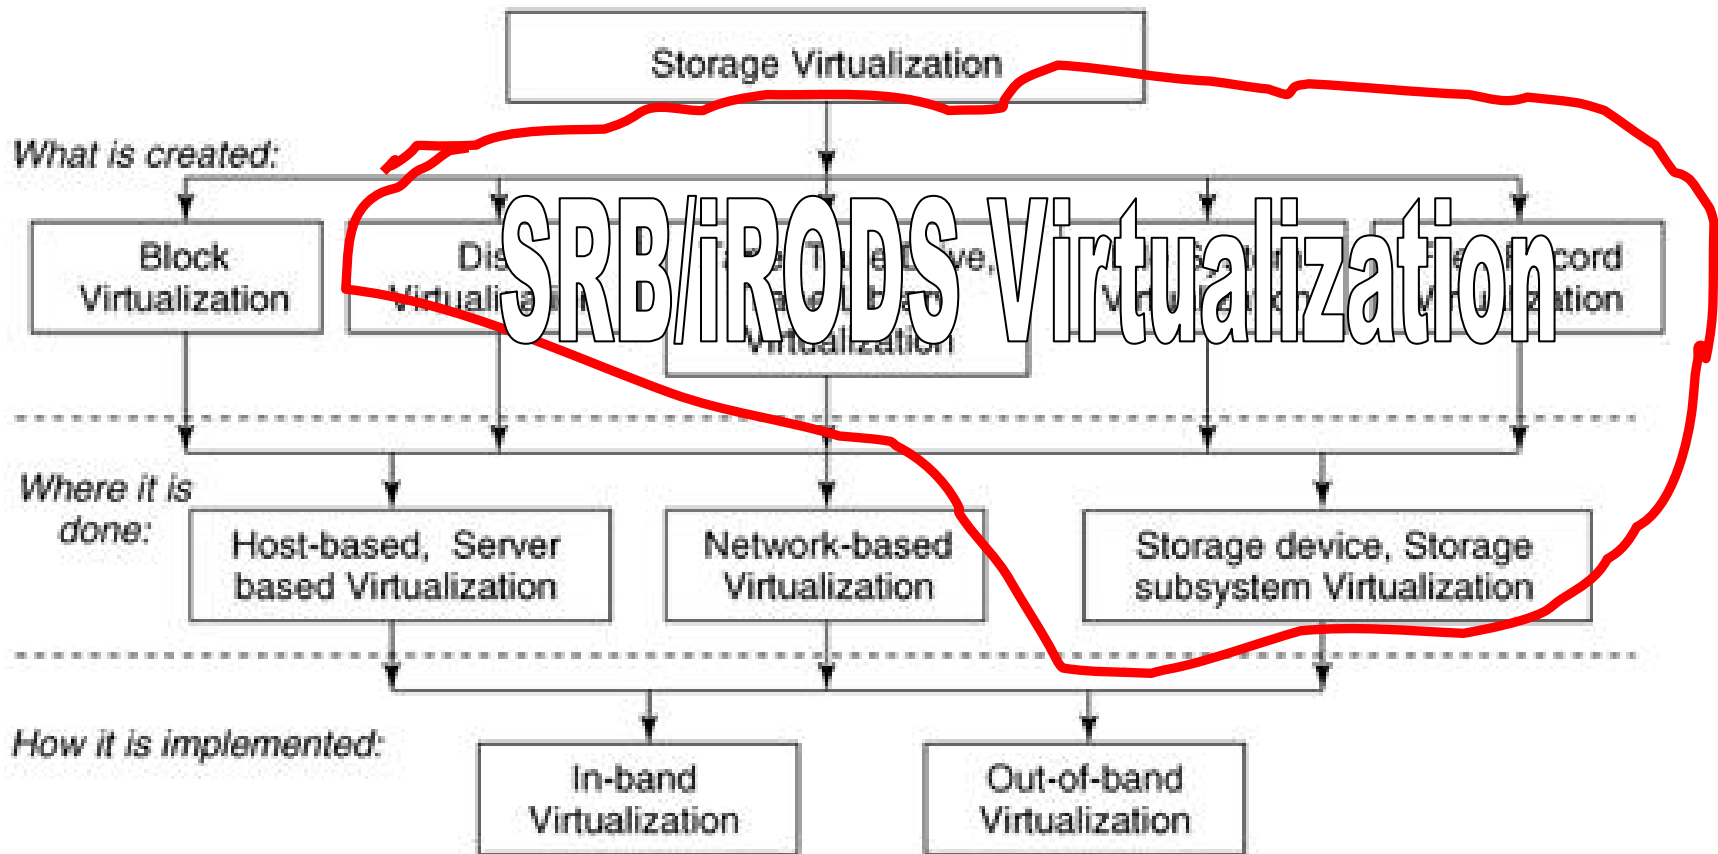 Storage Virtualization
What is created:
Block
Virtualization
SRB/iRODS Virtualization
Virtualization
Where it is
done:
Host-based, Server
based Virtualization
Network-based
Virtualization
Storage device, Storage
subsystem Virtualization
How it is implemented:
In-band
Virtualization
Out-of-band
Virtualization